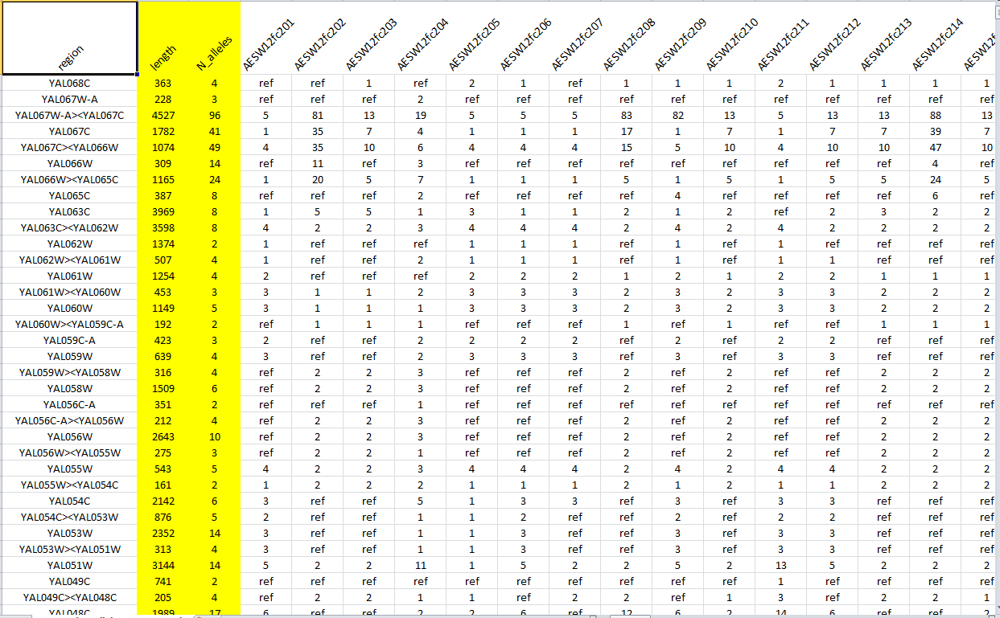 region length N_alleles AESW12fc201 AESW12fc202 AESW12fc203 AESW12fc204 AESW12fc205 AESW12fc206 AESW12fc207 AESW12fc208 AESW12fc209 AESW12fc210 AESW12fc211 AESW12fc212 AESW12fc213 AESW12fc214 AESW12f
YAL068C 363 4 ref ref 1 ref 2 1 ref 1 1 1 2 1 1 1 1
YAL067W-A 228 3 ref ref ref 2 ref ref ref ref ref ref ref ref ref ref ref
YAL067W-A><YAL067C 4527 96 5 81 13 19 5 5 5 83 82 13 5 13 13 88 13
YAL067C 1782 41 1 35 7 4 1 1 1 17 1 7 1 7 7 39 7
YAL067C><YAL066W 1074 49 4 35 10 6 4 4 4 15 5 10 4 10 10 47 10
YAL066W 309 14 ref 11 ref 3 ref ref ref ref ref ref ref ref ref 4 ref
YAL066W><YAL065C 1165 24 1 20 5 7 1 1 1 5 1 5 1 5 5 24 5
YAL065C 387 8 ref ref ref 2 ref ref ref ref 4 ref ref ref ref 6 ref
YAL063C 3969 8 1 5 5 1 3 1 1 2 1 2 ref 2 3 2 2
YAL063C><YAL062W 3598 8 4 2 2 3 4 4 4 2 4 2 4 2 2 2 2
YAL062W 1374 2 1 ref ref ref 1 1 1 ref 1 ref 1 ref ref ref ref
YAL062W><YAL061W 507 4 1 ref ref 2 1 1 1 ref 1 ref 1 1 ref ref ref
YAL061W 1254 4 2 ref ref ref 2 2 2 1 2 1 2 2 1 1 1
YAL061W><YAL060W 453 3 3 1 1 2 3 3 3 2 3 2 3 3 2 2 2
YAL060W 1149 5 3 1 1 1 3 3 3 2 3 2 3 3 2 2 2
YAL060W><YAL059C-A 192 2 ref 1 1 1 ref ref ref 1 ref 1 ref ref 1 1 1
YAL059C-A 423 3 2 ref ref 2 2 2 2 ref 2 ref 2 2 ref ref ref
YAL059W 639 4 3 ref ref 2 3 3 3 ref 3 ref 3 3 ref ref ref
YAL059W><YAL058W 316 4 ref 2 2 3 ref ref ref 2 ref 2 ref ref 2 2 2
YAL058W 1509 6 ref 2 2 3 ref ref ref 2 ref 2 ref ref 2 2 2
YAL056C-A 351 2 ref ref ref 1 ref ref ref ref ref ref ref ref ref ref ref
YAL056C-A><YAL056W 212 4 ref 2 2 3 ref ref ref 2 ref 2 ref ref 2 2 2
YAL056W 2643 10 ref 2 2 3 ref ref ref 2 ref 2 ref ref 2 2 2
YAL056W><YAL055W 275 3 ref 2 2 1 ref ref ref 2 ref 2 ref ref 2 2 2
YAL055W 543 5 4 2 2 3 4 4 4 2 4 2 4 4 2 2 2
YAL055W><YAL054C 161 2 1 2 2 2 1 1 1 2 1 2 1 1 2 2 2
YAL054C 2142 6 3 ref ref 5 1 3 3 ref 3 ref 3 3 ref ref ref
YAL054C><YAL053W 876 5 2 ref ref 1 1 2 ref ref 2 ref 2 2 ref ref ref
YAL053W 2352 14 3 ref ref 1 1 3 ref ref 3 ref 3 3 ref ref ref
YAL053W><YAL051W 313 4 3 ref ref 1 1 3 ref ref 3 ref 3 3 ref ref ref
YAL051W 3144 14 5 2 2 11 1 5 2 2 5 2 13 5 2 2 2
YAL049C 741 2 ref ref ref ref ref ref ref ref ref ref 1 ref ref ref ref
YAL049C><YAL048C 205 4 ref 2 2 1 1 ref 2 2 ref 1 3 ref 2 2 1
YAL048C 1989 17 6 ref ref 2 2 6 ref 12 6 2 14 6 ref ref 2